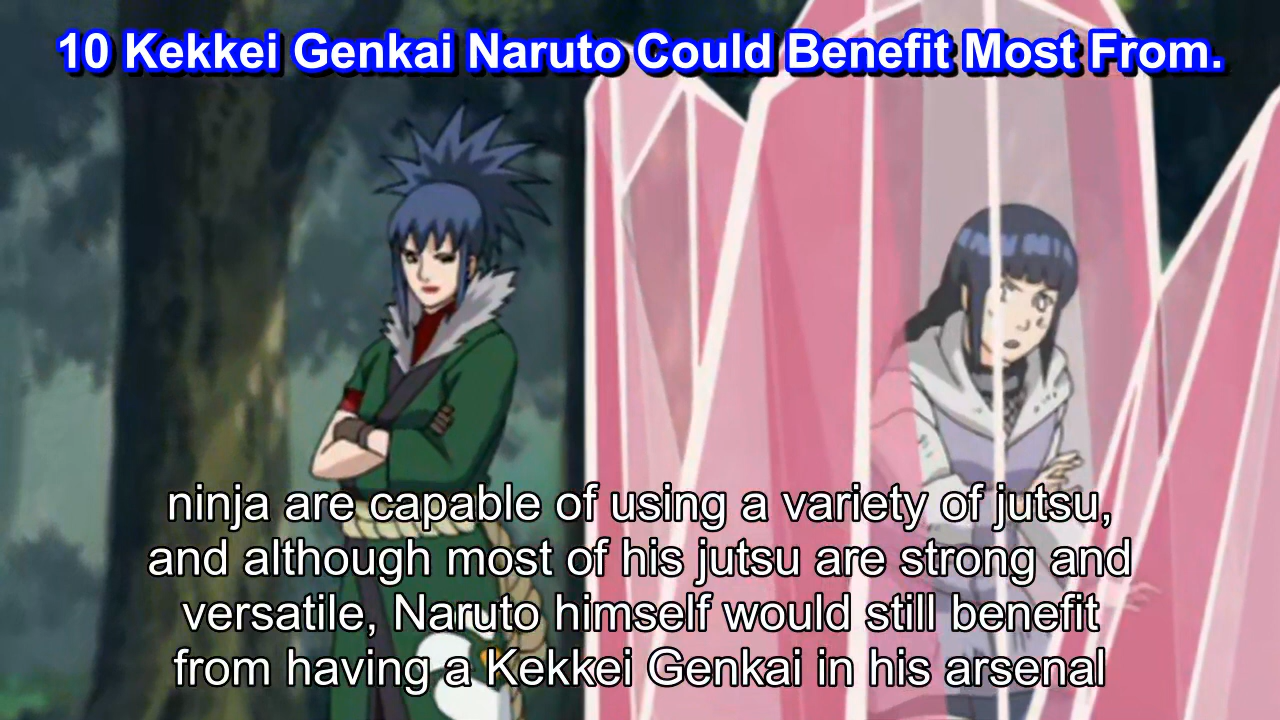 10 Kekkei Genkai Naruto Could Benefit Most From.
ninja are capable of using a variety of jutsu,
and although most of his jutsu are strong and
versatile, Naruto himself would still benefit
from having a Kekkei Genkai in his arsenal